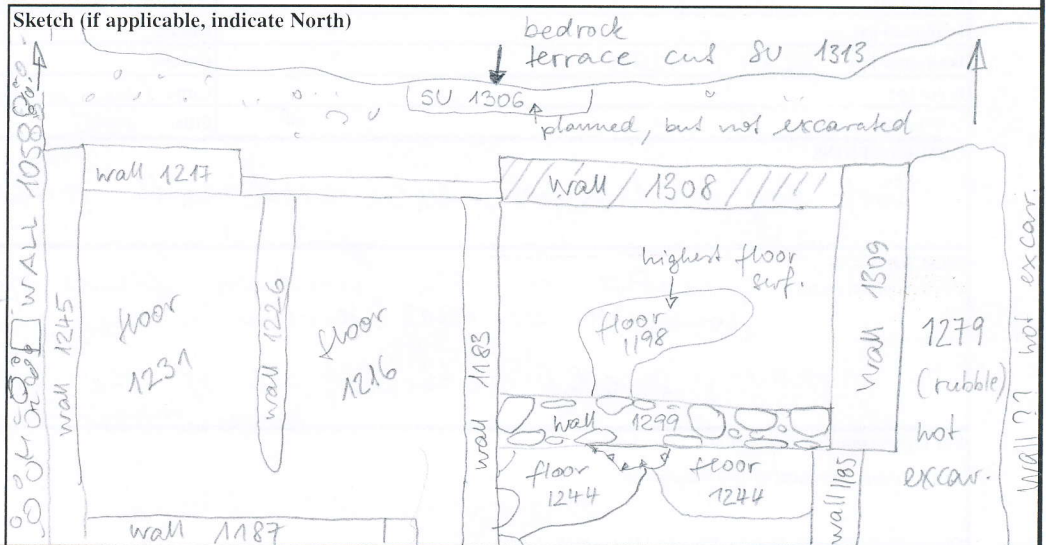 Sketch (if applicable, indicate North)
bedrock
terrace cut SU 1313
SU 1306
planned, but not excavated
WALL 1058
wall 1217
wall 1308
wall 1245
floor
1231
wall 1226
floor
1216
wall 1183
highest floor
surf.
floor
1198
wall 1309
1279
(rubble)
not
excav.
wall ?? not excav.
wall 1299
floor
1244
floor
1244
wall 1185
wall 1187